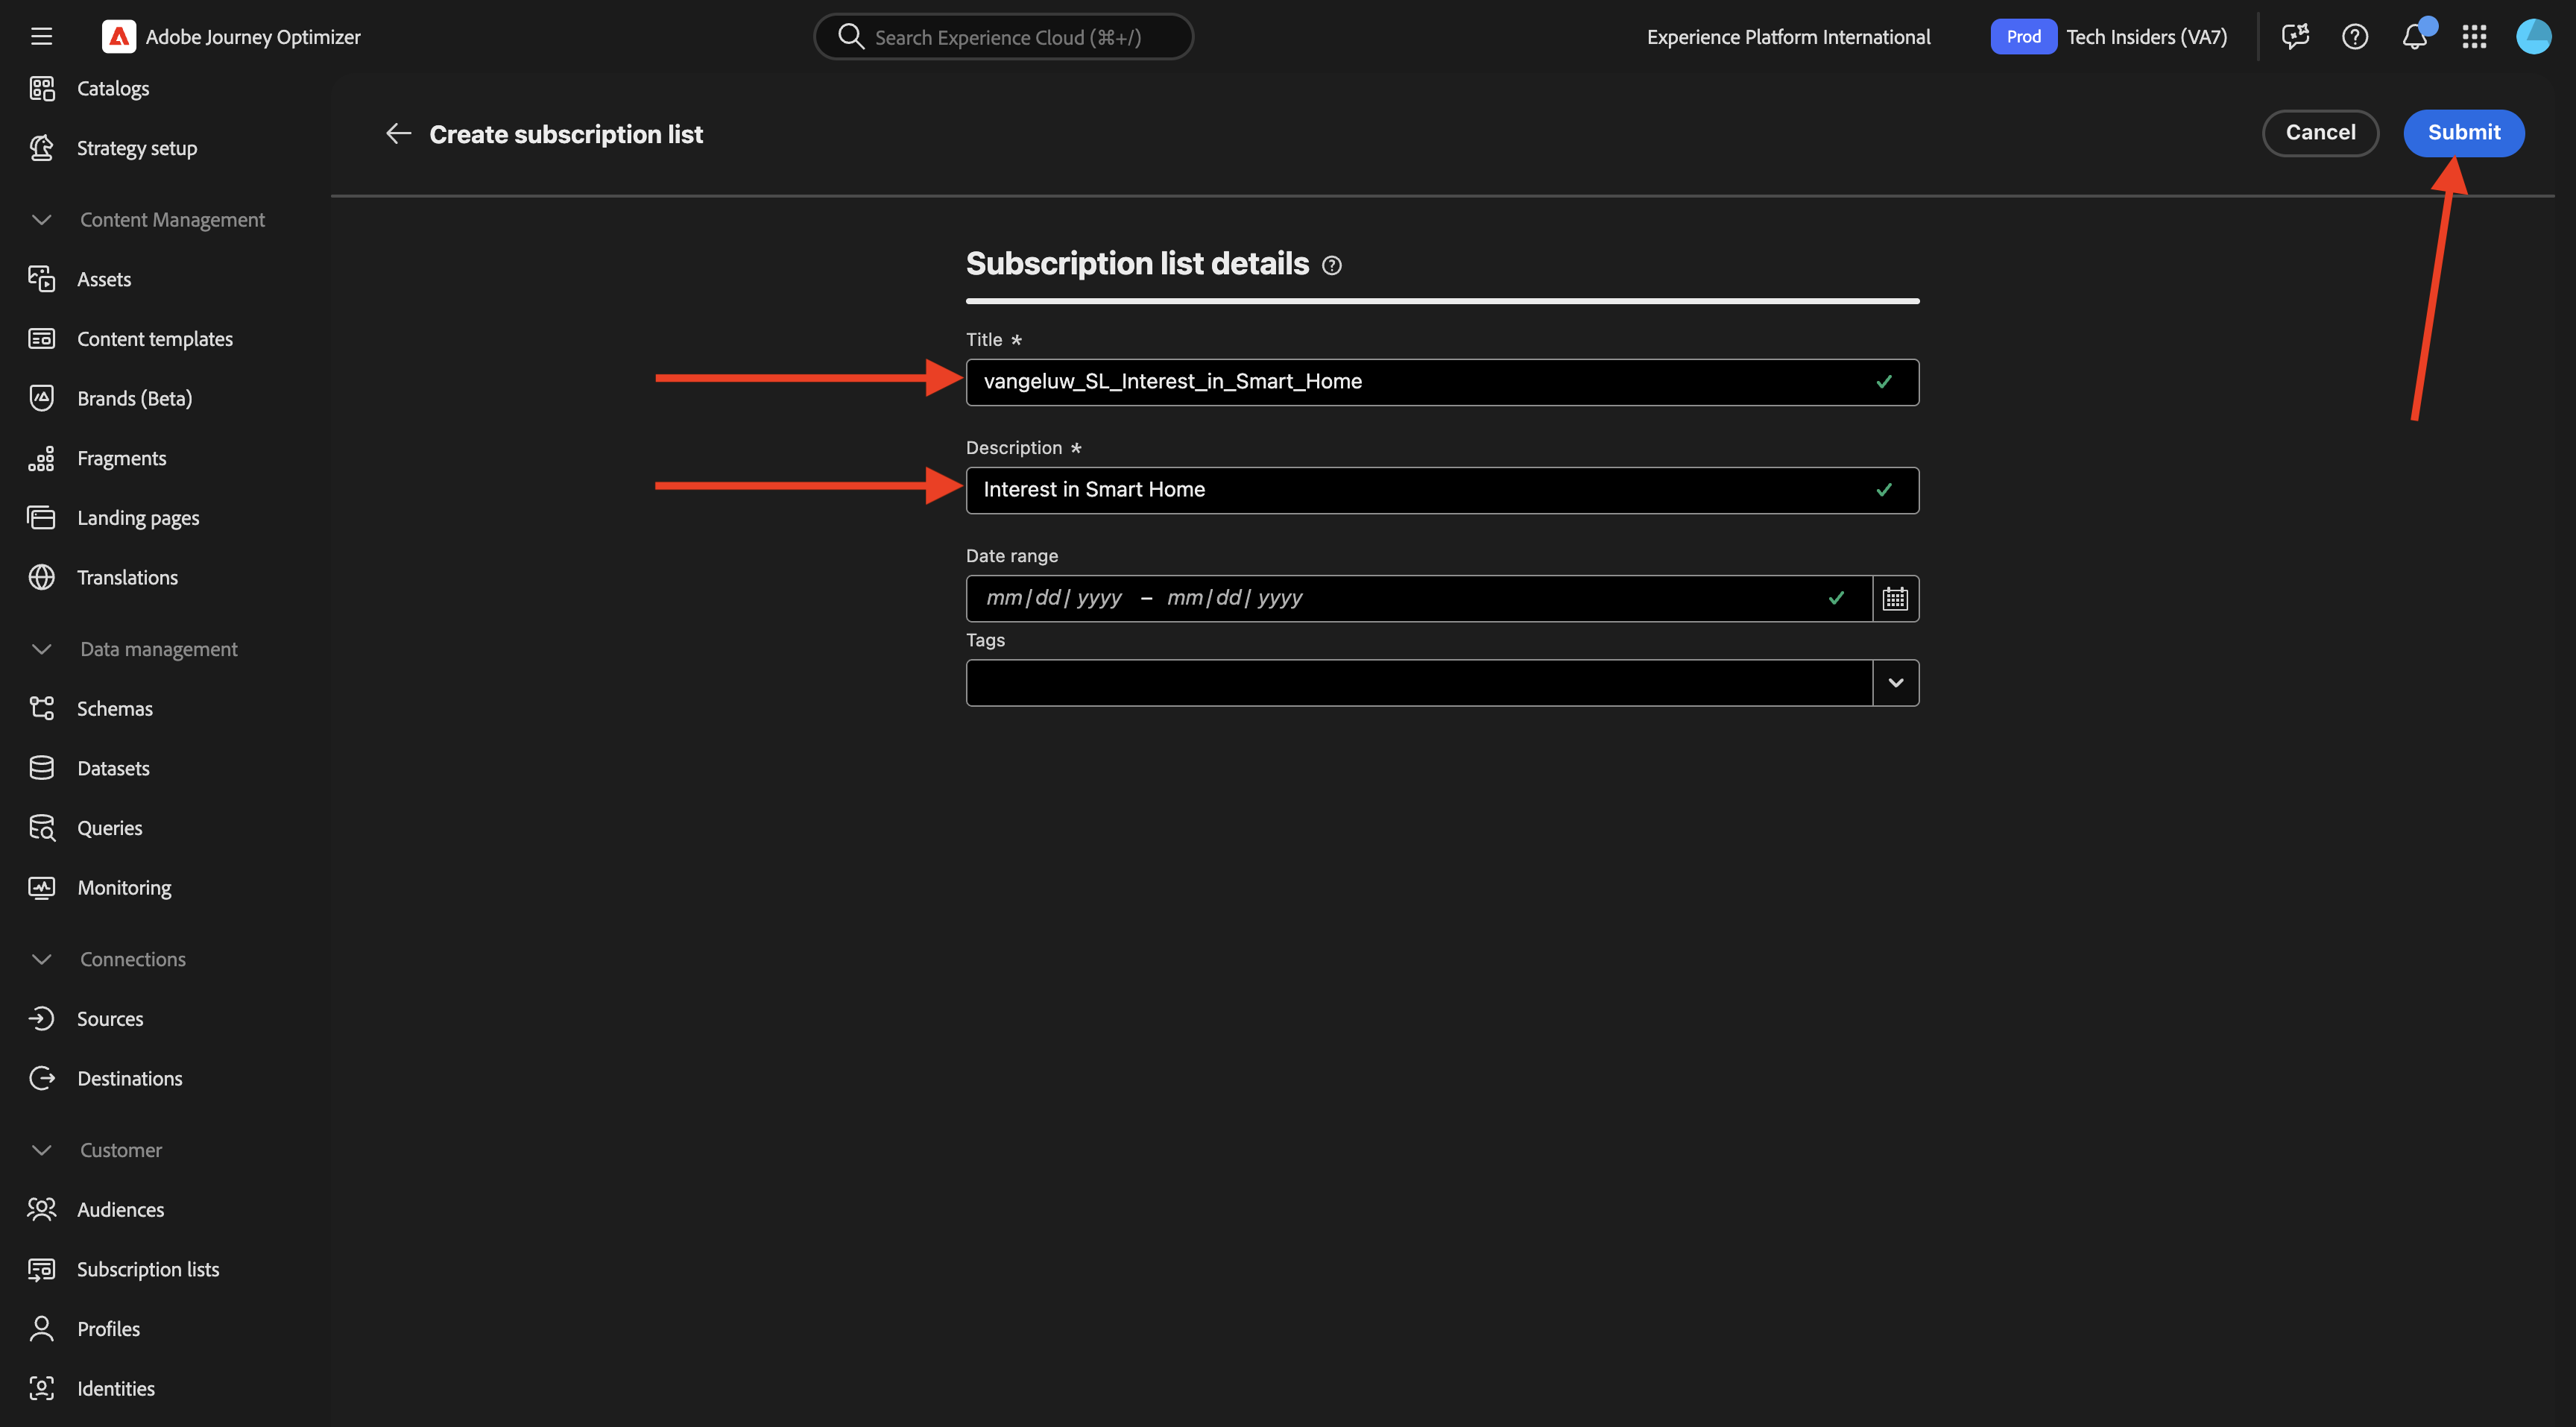 Adobe Journey Optimizer
Search Experience Cloud (⌘+/)
Experience Platform International
Prod
Tech Insiders (VA7)
Catalogs
Strategy setup
Content Management
Assets
Content templates
Brands (Beta)
Fragments
Landing pages
Translations
Data management
Schemas
Datasets
Queries
Monitoring
Connections
Sources
Destinations
Customer
Audiences
Subscription lists
Profiles
Identities
Create subscription list
Cancel
Submit
Subscription list details
Title *
vangeluw_SL_Interest_in_Smart_Home
Description *
Interest in Smart Home
Date range
mm/dd/yyyy – mm/dd/yyyy
Tags